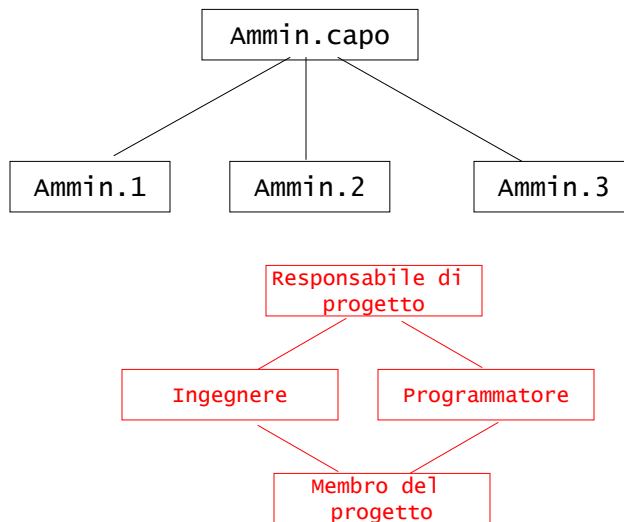 Ammin.capo
Ammin.1
Ammin.2
Ammin.3
Responsabile di
progetto
Ingegnere
Programmatore
Membro del
progetto